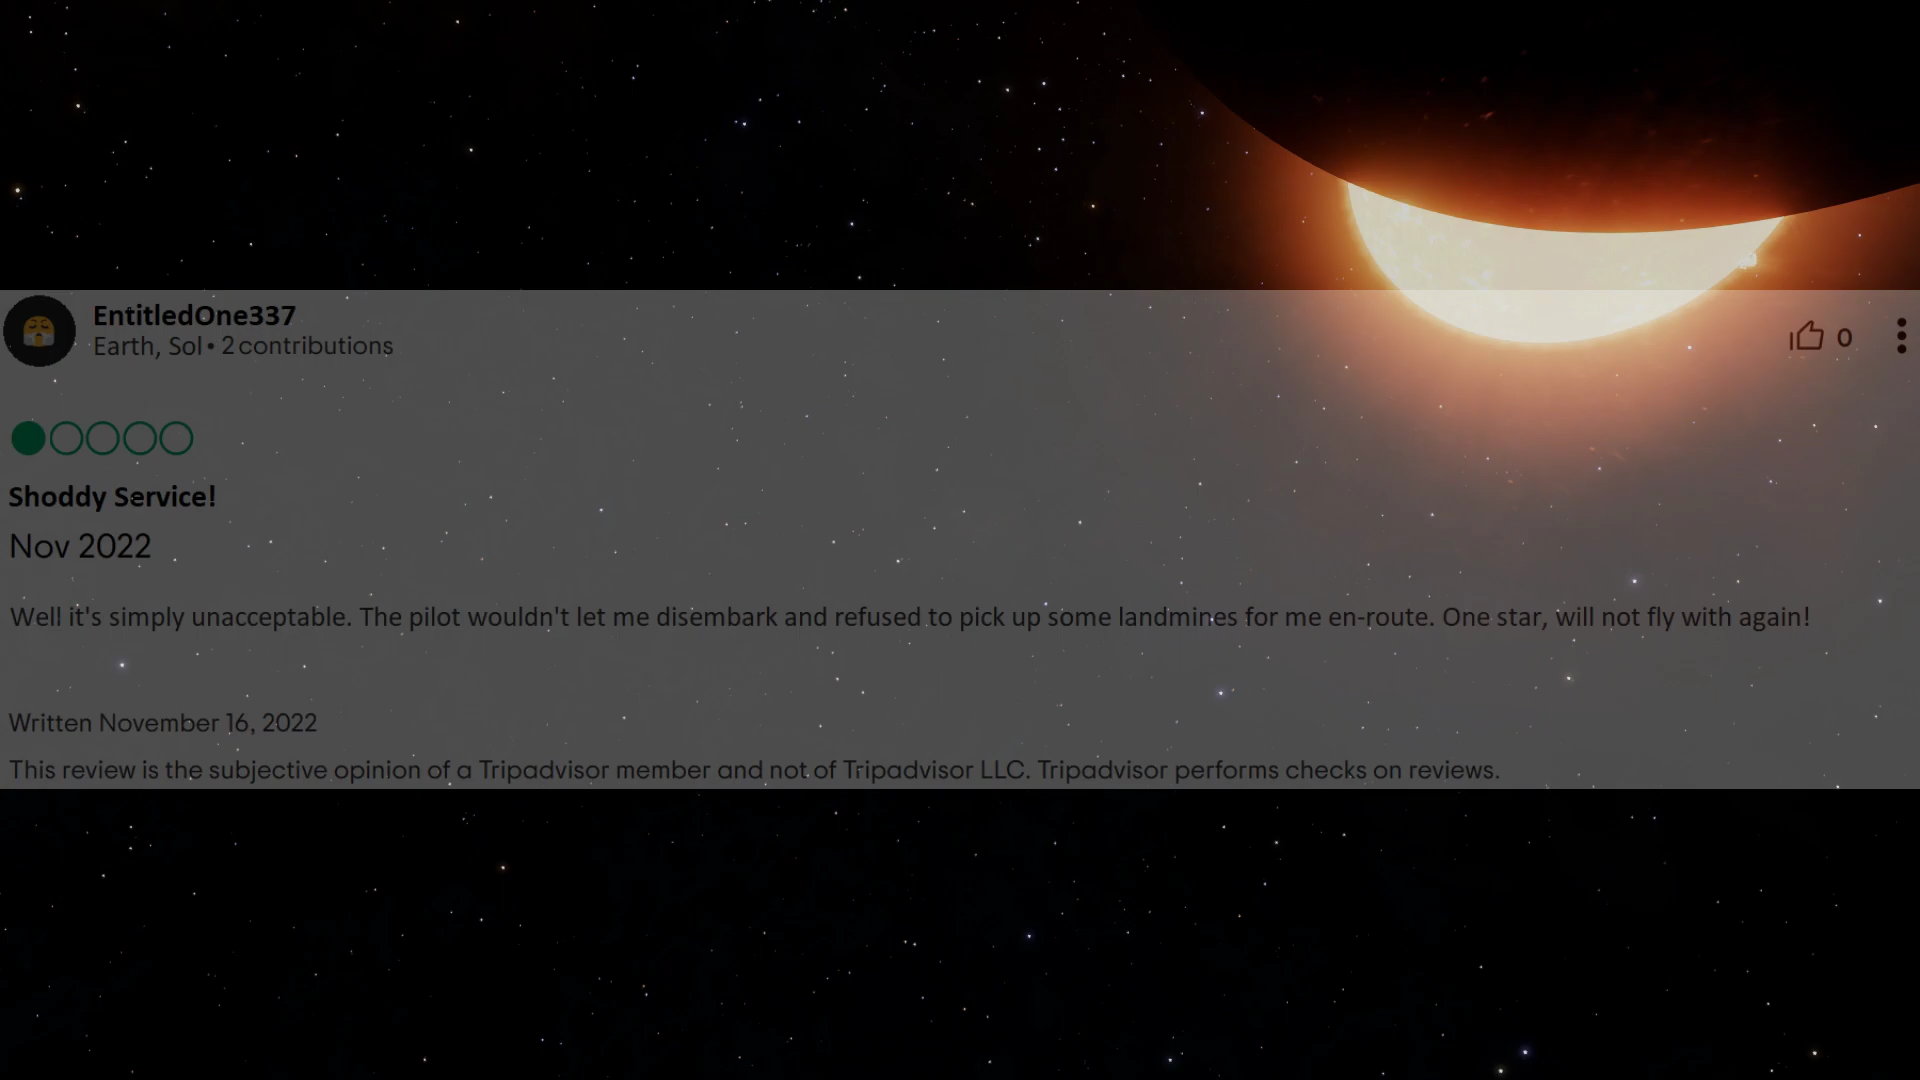 EntitledOne337
Earth, Sol • 2 contributions
0
Shoddy Service!
Nov 2022
Well it's simply unacceptable. The pilot wouldn't let me disembark and refused to pick up some landmines for me en-route. One star, will not fly with again!
Written November 16, 2022
This review is the subjective opinion of a Tripadvisor member and not of Tripadvisor LLC. Tripadvisor performs checks on reviews.